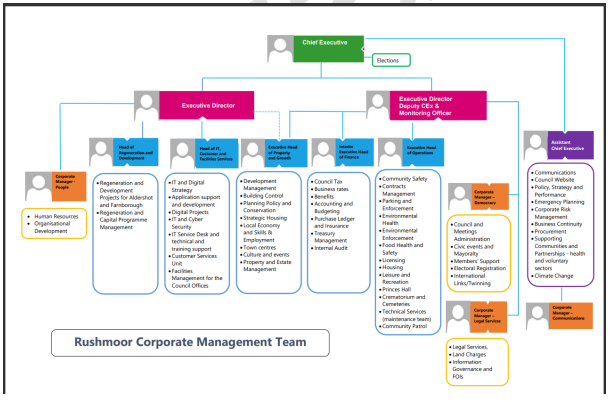 Chief Executive
Elections
Executive Director
Executive Director
Deputy CEx &
Monitoring Officer
Head of
Regeneration and
Development
Head of IT,
Customer and
Facilities Services
Executive Head
of Property
and Growth
Interim
Executive Head
of Finance
Executive Head
of Operations
Assistant
Chief Executive
Corporate
Manager -
People
• Human Resources
• Organisational
Development
• Regeneration and
Development
Projects for Aldershot
and Farnborough
• Regeneration and
Capital Programme
Management
• IT and Digital
Strategy
• Application support
and development
• Digital Projects
• IT and Cyber
Security
• IT Service Desk and
technical and
training support
• Customer Services
Unit
• Facilities
Management for the
Council Offices
• Development
Management
• Building Control
• Planning Policy and
Conservation
• Strategic Housing
• Local Economy
and Skills &
Employment
• Town centres
• Culture and events
• Property and Estate
Management
• Council Tax
• Business rates
• Benefits
• Accounting and
Budgeting
• Purchase Ledger
and Insurance
• Treasury
Management
• Internal Audit
• Community Safety
• Contracts
Management
• Parking and
Enforcement
• Environmental
Health
• Environmental
Enforcement
• Food Health and
Safety
• Licensing
• Housing
• Leisure and
Recreation
• Princes Hall
• Crematorium and
Cemeteries
• Technical Services
(maintenance team)
• Community Patrol
Corporate
Manager -
Democracy
• Council and
Meetings
Administration
• Civic events and
Mayoralty
• Members' Support
• Electoral Registration
• International
Links/Twinning
Corporate
Manager –
Legal Services
• Legal Services,
• Land Charges
• Information
Governance and
FOIs
• Communications
• Council Website
• Policy, Strategy and
Performance
• Emergency Planning
• Corporate Risk
Management
• Business Continuity
• Procurement
• Supporting
Communities and
Partnerships - health
and voluntary
sectors
• Climate Change
Corporate
Manager –
Communications
Rushmoor Corporate Management Team